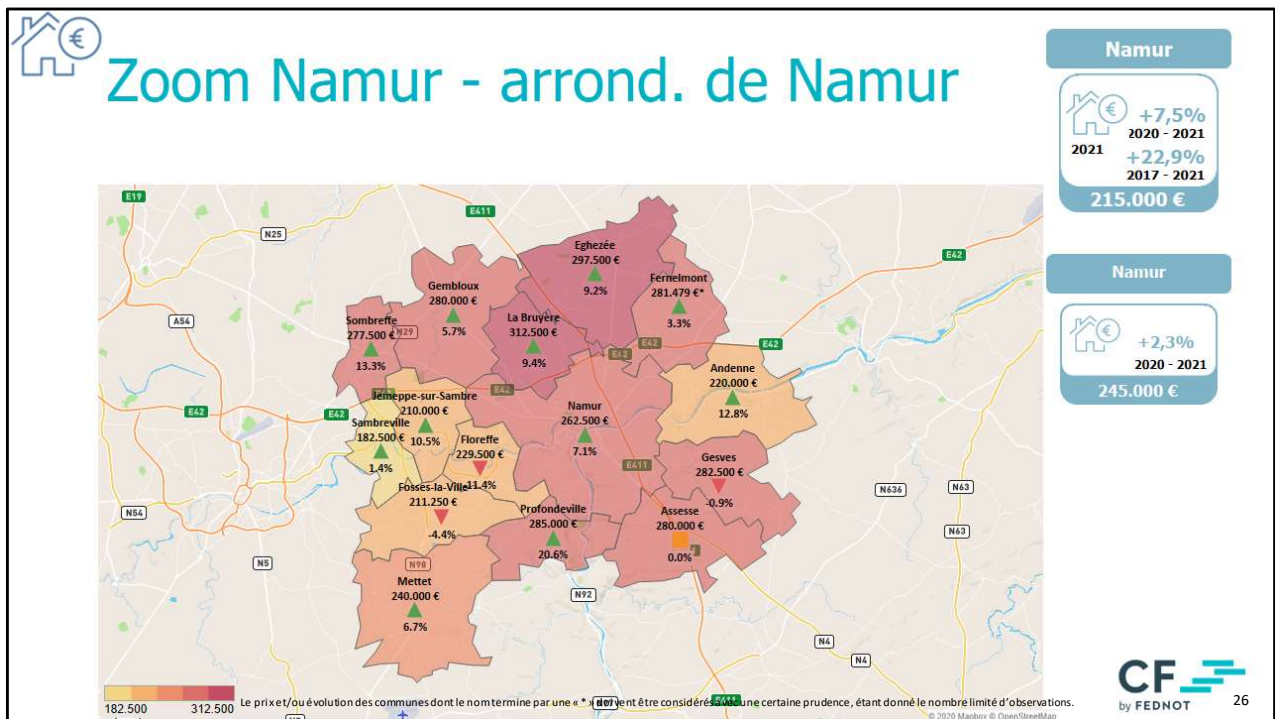 Zoom Namur - arrond. de Namur
Namur
€
+7,5%
2020 - 2021
2021
+22,9%
2017 - 2021
215.000 €
Namur
€
+2,3%
2020 - 2021
245.000 €
E19
N25
E411
A54
E42
Eghezée
297.500 €
9.2%
Gembloux
280.000 €
5.7%
Fernelmont
281.479 €*
3.3%
Sombreffe
277.500 €
13.3%
N29
La Bruyère
312.500 €
9.4%
E42
E42
E42
Andenne
220.000 €
12.8%
E42
E42
E42
Jemeppe-sur-Sambre
210.000 €
10.5%
Sambreville
182.500 €
1.4%
Floreffe
229.500 €
-11.4%
Namur
262.500 €
7.1%
E411
Gesves
282.500 €
-0.9%
Fosses-la-Ville
211.250 €
-4.4%
Profondeville
285.000 €
20.6%
Assesse
280.000 €
0.0%
N636
N63
N63
N54
N5
N98
Mettet
240.000 €
6.7%
N92
N4
N4
182.500
312.500
Le prix et/ou évolution des communes dont le nom termine par une « * » doivent être considérés avec une certaine prudence, étant donné le nombre limité d'observations.
E411
© 2020 Mapbox © OpenStreetMap
CF
by FEDNOT
26